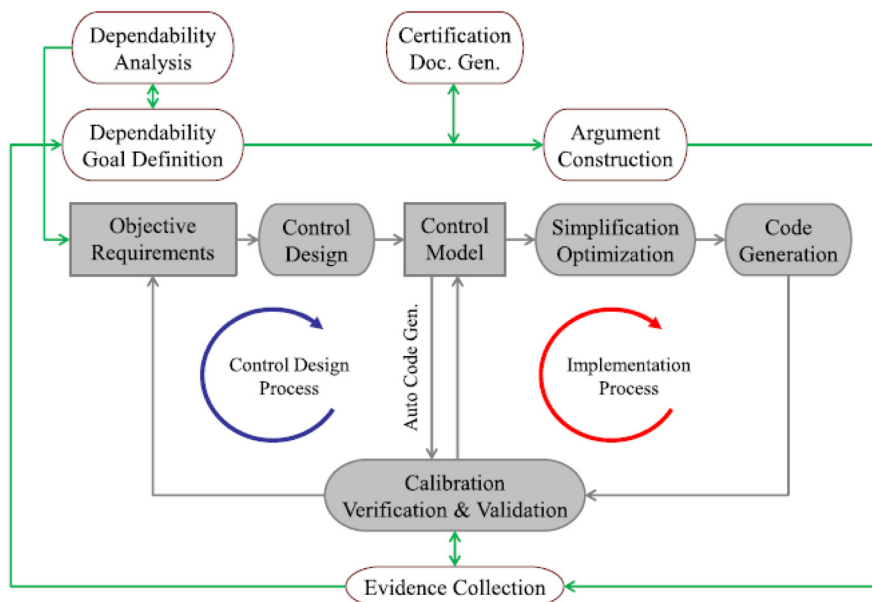 Dependability
Analysis
Certification
Doc. Gen.
Dependability
Goal Definition
Argument
Construction
Objective
Requirements
Control
Design
Control
Model
Simplification
Optimization
Code
Generation
Control Design
Process
Auto Code Gen.
Implementation
Process
Calibration
Verification & Validation
Evidence Collection